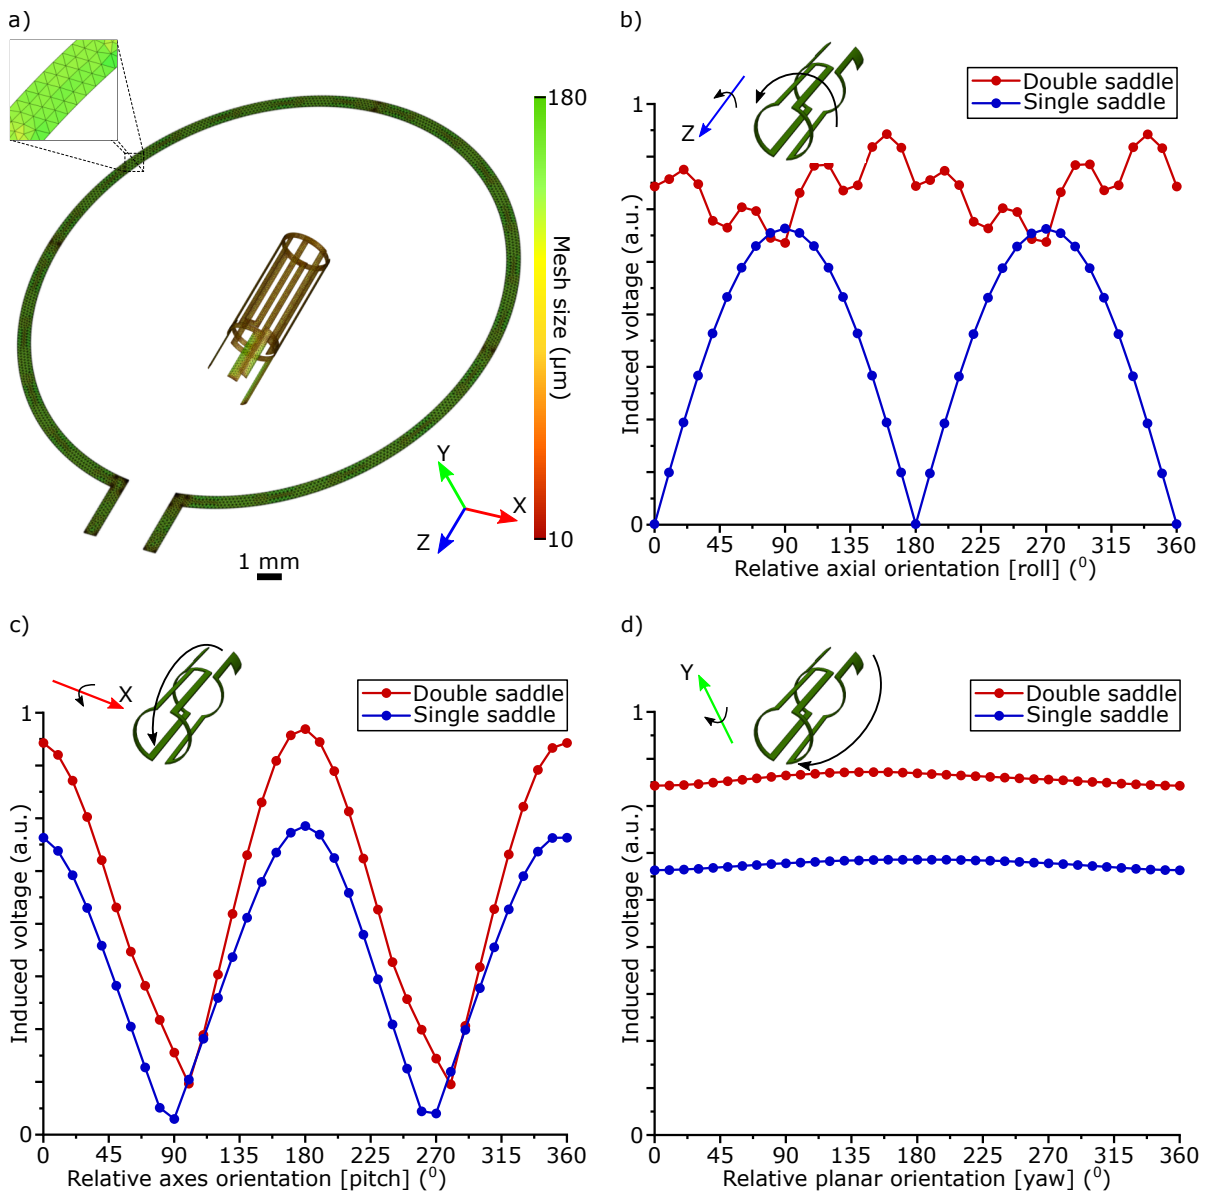 a)
180
Mesh size (μm)
10
Y
X
Z
1 mm
b)
Z
Double saddle
Single saddle
1
Induced voltage (a.u.)
0
0 45 90 135 180 225 270 315 360
Relative axial orientation [roll] (⁰)
c)
X
Double saddle
Single saddle
1
Induced voltage (a.u.)
0
0 45 90 135 180 225 270 315 360
Relative axes orientation [pitch] (⁰)
d)
Y
Double saddle
Single saddle
1
Induced voltage (a.u.)
0
0 45 90 135 180 225 270 315 360
Relative planar orientation [yaw] (⁰)